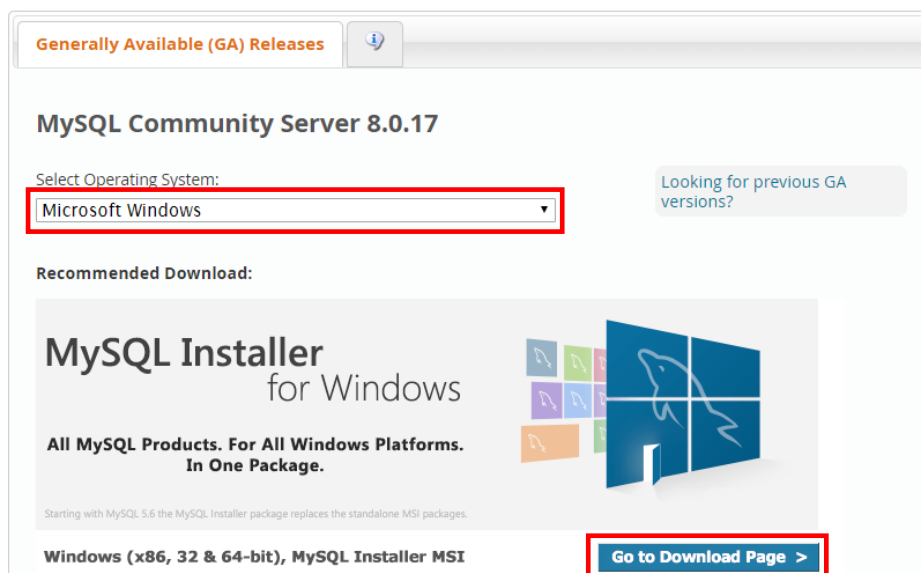 Generally Available (GA) Releases
MySQL Community Server 8.0.17
Select Operating System:
Looking for previous GA
versions?
Microsoft Windows
Recommended Download:
MySQL Installer
for Windows
All MySQL Products. For All Windows Platforms.
In One Package.
Starting with MySQL 5.6 the MySQL Installer package replaces the standalone MSI packages.
Windows (x86, 32 & 64-bit), MySQL Installer MSI
Go to Download Page >